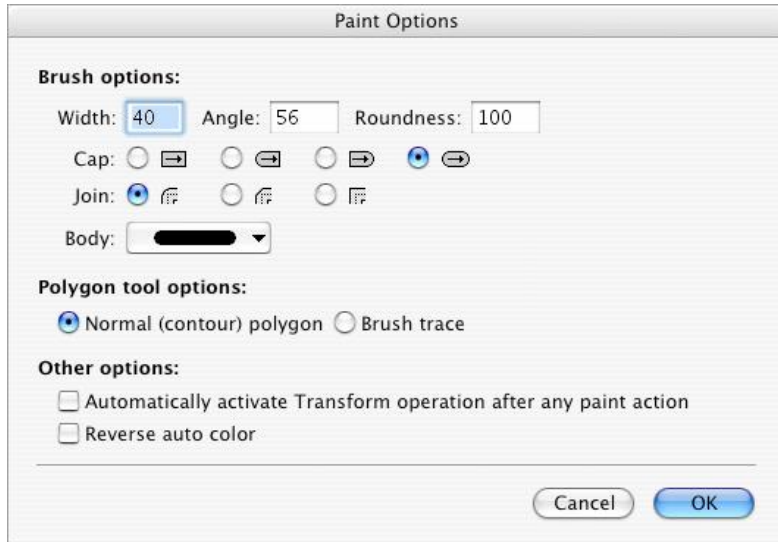 Paint Options
Brush options:
Width: 40 Angle: 56 Roundness: 100
Cap:
Join:
Body:
Polygon tool options:
Normal (contour) polygon Brush trace
Other options:
Automatically activate Transform operation after any paint action
Reverse auto color
Cancel OK